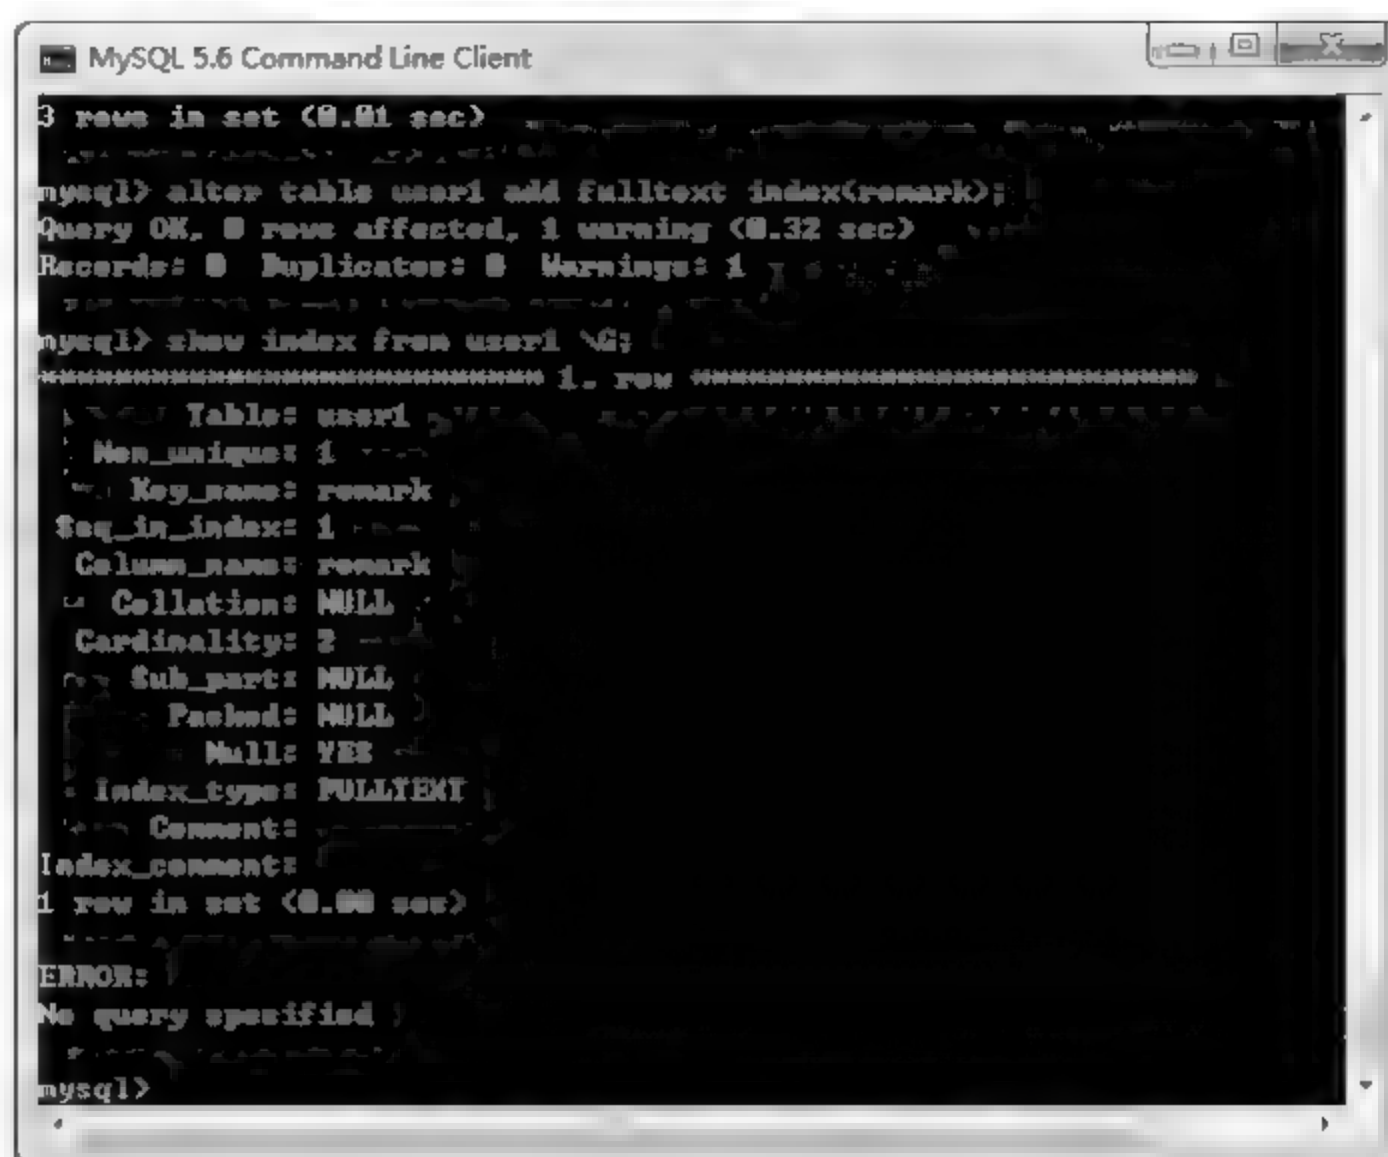 MySQL 5.6 Command Line Client
3 rows in set (0.01 sec)
mysql> alter table user1 add fulltext index(remark);
Query OK, 0 rows affected, 1 warning (0.32 sec)
Records: 0  Duplicates: 0  Warnings: 1
mysql> show index from user1 \G;
*************************** 1. row ***************************
Table: user1
Non_unique: 1
Key_name: remark
Seq_in_index: 1
Column_name: remark
Collation: NULL
Cardinality: 2
Sub_part: NULL
Packed: NULL
Null: YES
Index_type: FULLTEXT
Comment:
Index_comment:
1 row in set (0.00 sec)
ERROR:
No query specified
mysql>